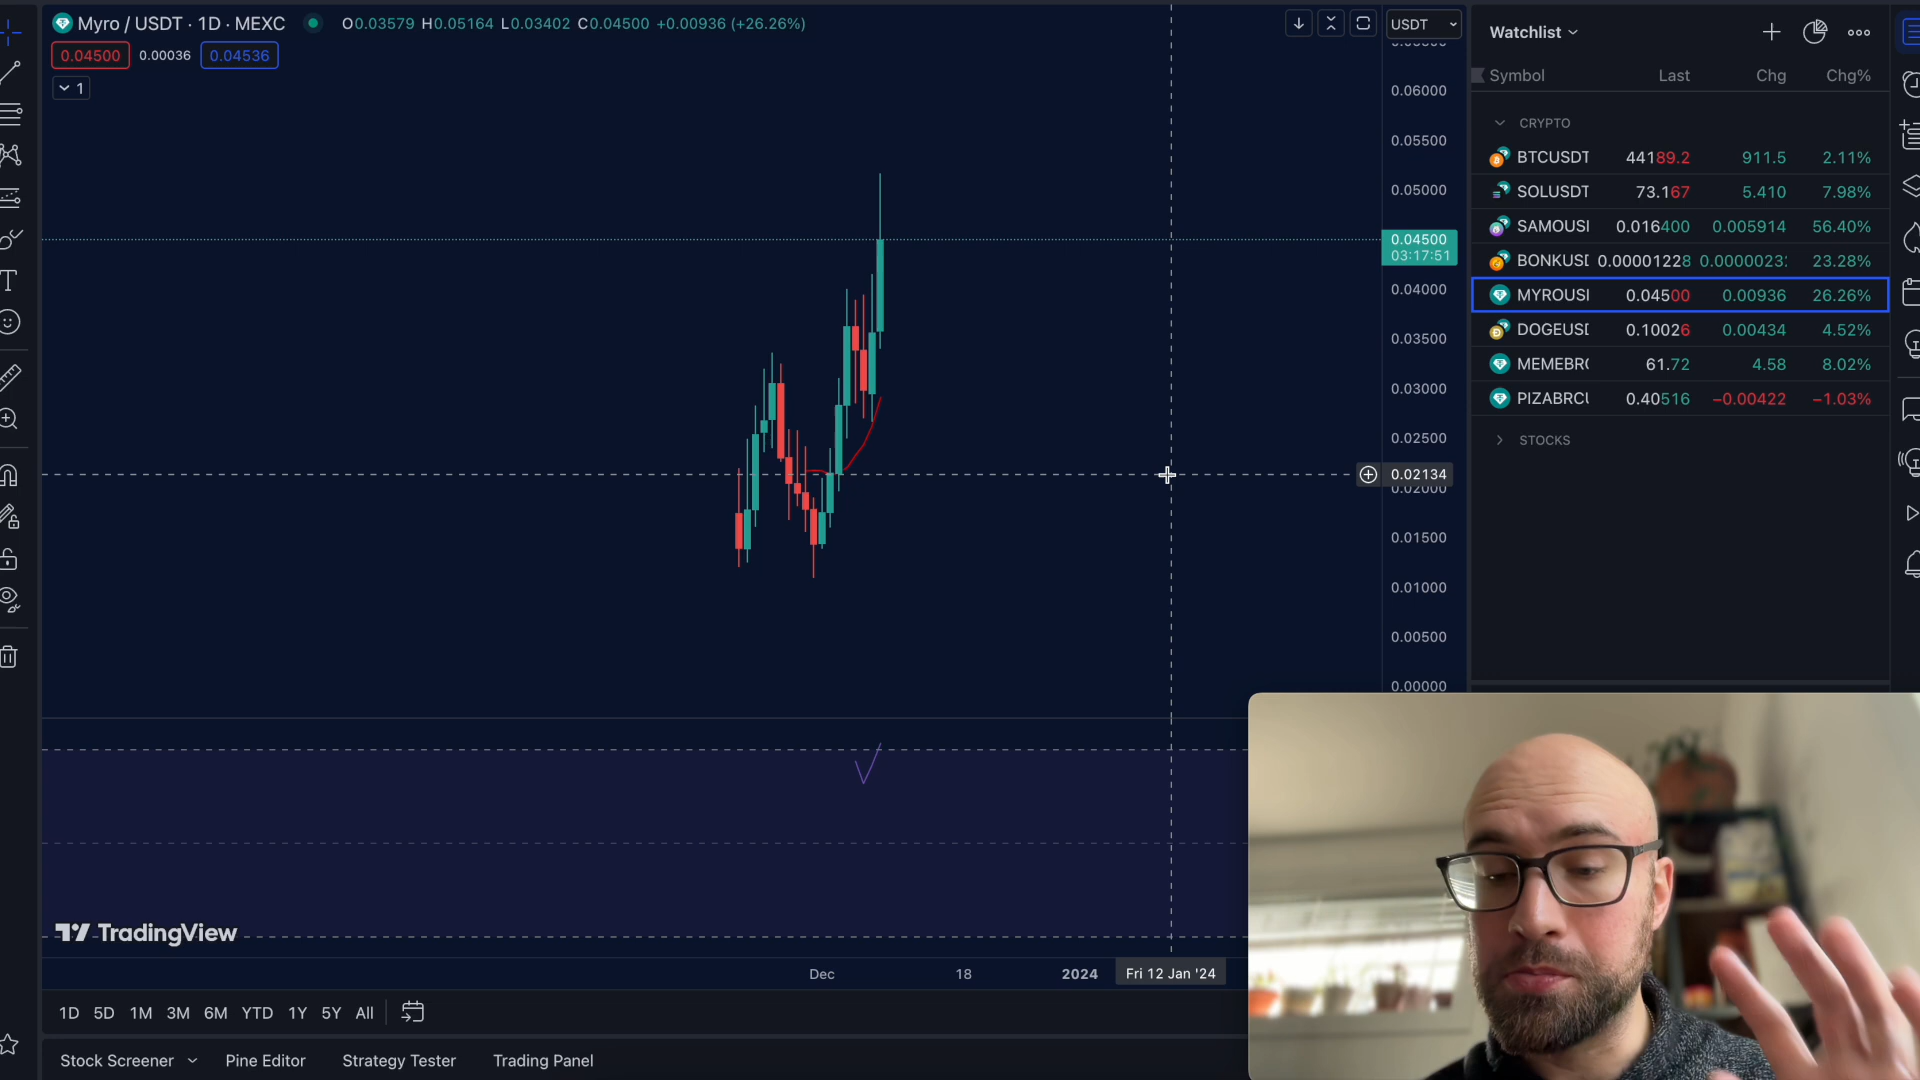 Myro / USDT · 1D · MEXC O0.03579 H0.05164 L0.03402 C0.04500 +0.00936 (+26.26%)
0.04500 0.00036 0.04536
1
USDT
0.06000
0.05500
0.05000
0.04500
03:17:51
0.04000
0.03500
0.03000
0.02500
0.02134
0.02000
0.01500
0.01000
0.00500
0.00000
TradingView
Dec 18 2024 Fri 12 Jan '24
1D 5D 1M 3M 6M YTD 1Y 5Y All
Stock Screener Pine Editor Strategy Tester Trading Panel
Watchlist
Symbol Last Chg Chg%
CRYPTO
BTCUSDT 44189.2 911.5 2.11%
SOLUSDT 73.167 5.410 7.98%
SAMOUSI 0.016400 0.005914 56.40%
BONKUSI 0.00001228 0.0000023 23.28%
MYROUSI 0.04500 0.00936 26.26%
DOGEUSI 0.10026 0.00434 4.52%
MEMEBR 61.72 4.58 8.02%
PIZABRCU 0.40516 −0.00422 −1.03%
STOCKS